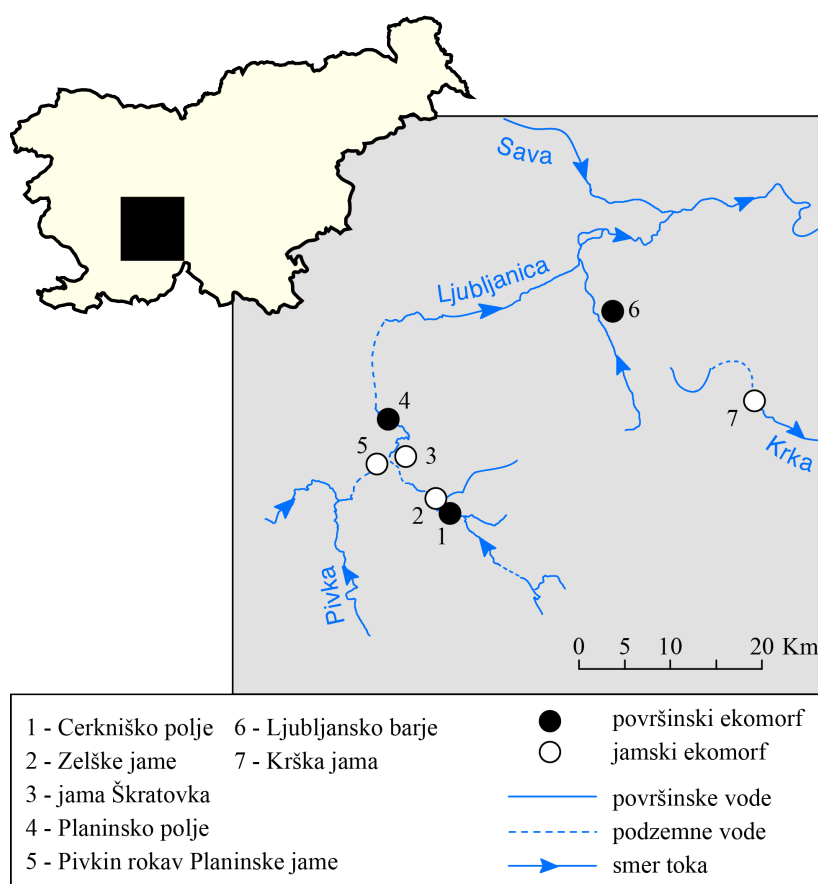 Sava
Ljubljanica
6
4
7
5
3
Krka
2
1
Pivka
0 5 10 20 Km
1 - Cerkniško polje
2 - Zelške jame
3 - jama Škratovka
4 - Planinsko polje
5 - Pivkin rokav Planinske jame
6 - Ljubljansko barje
7 - Krška jama
površinski ekomorf
jamski ekomorf
površinske vode
podzemne vode
smer toka